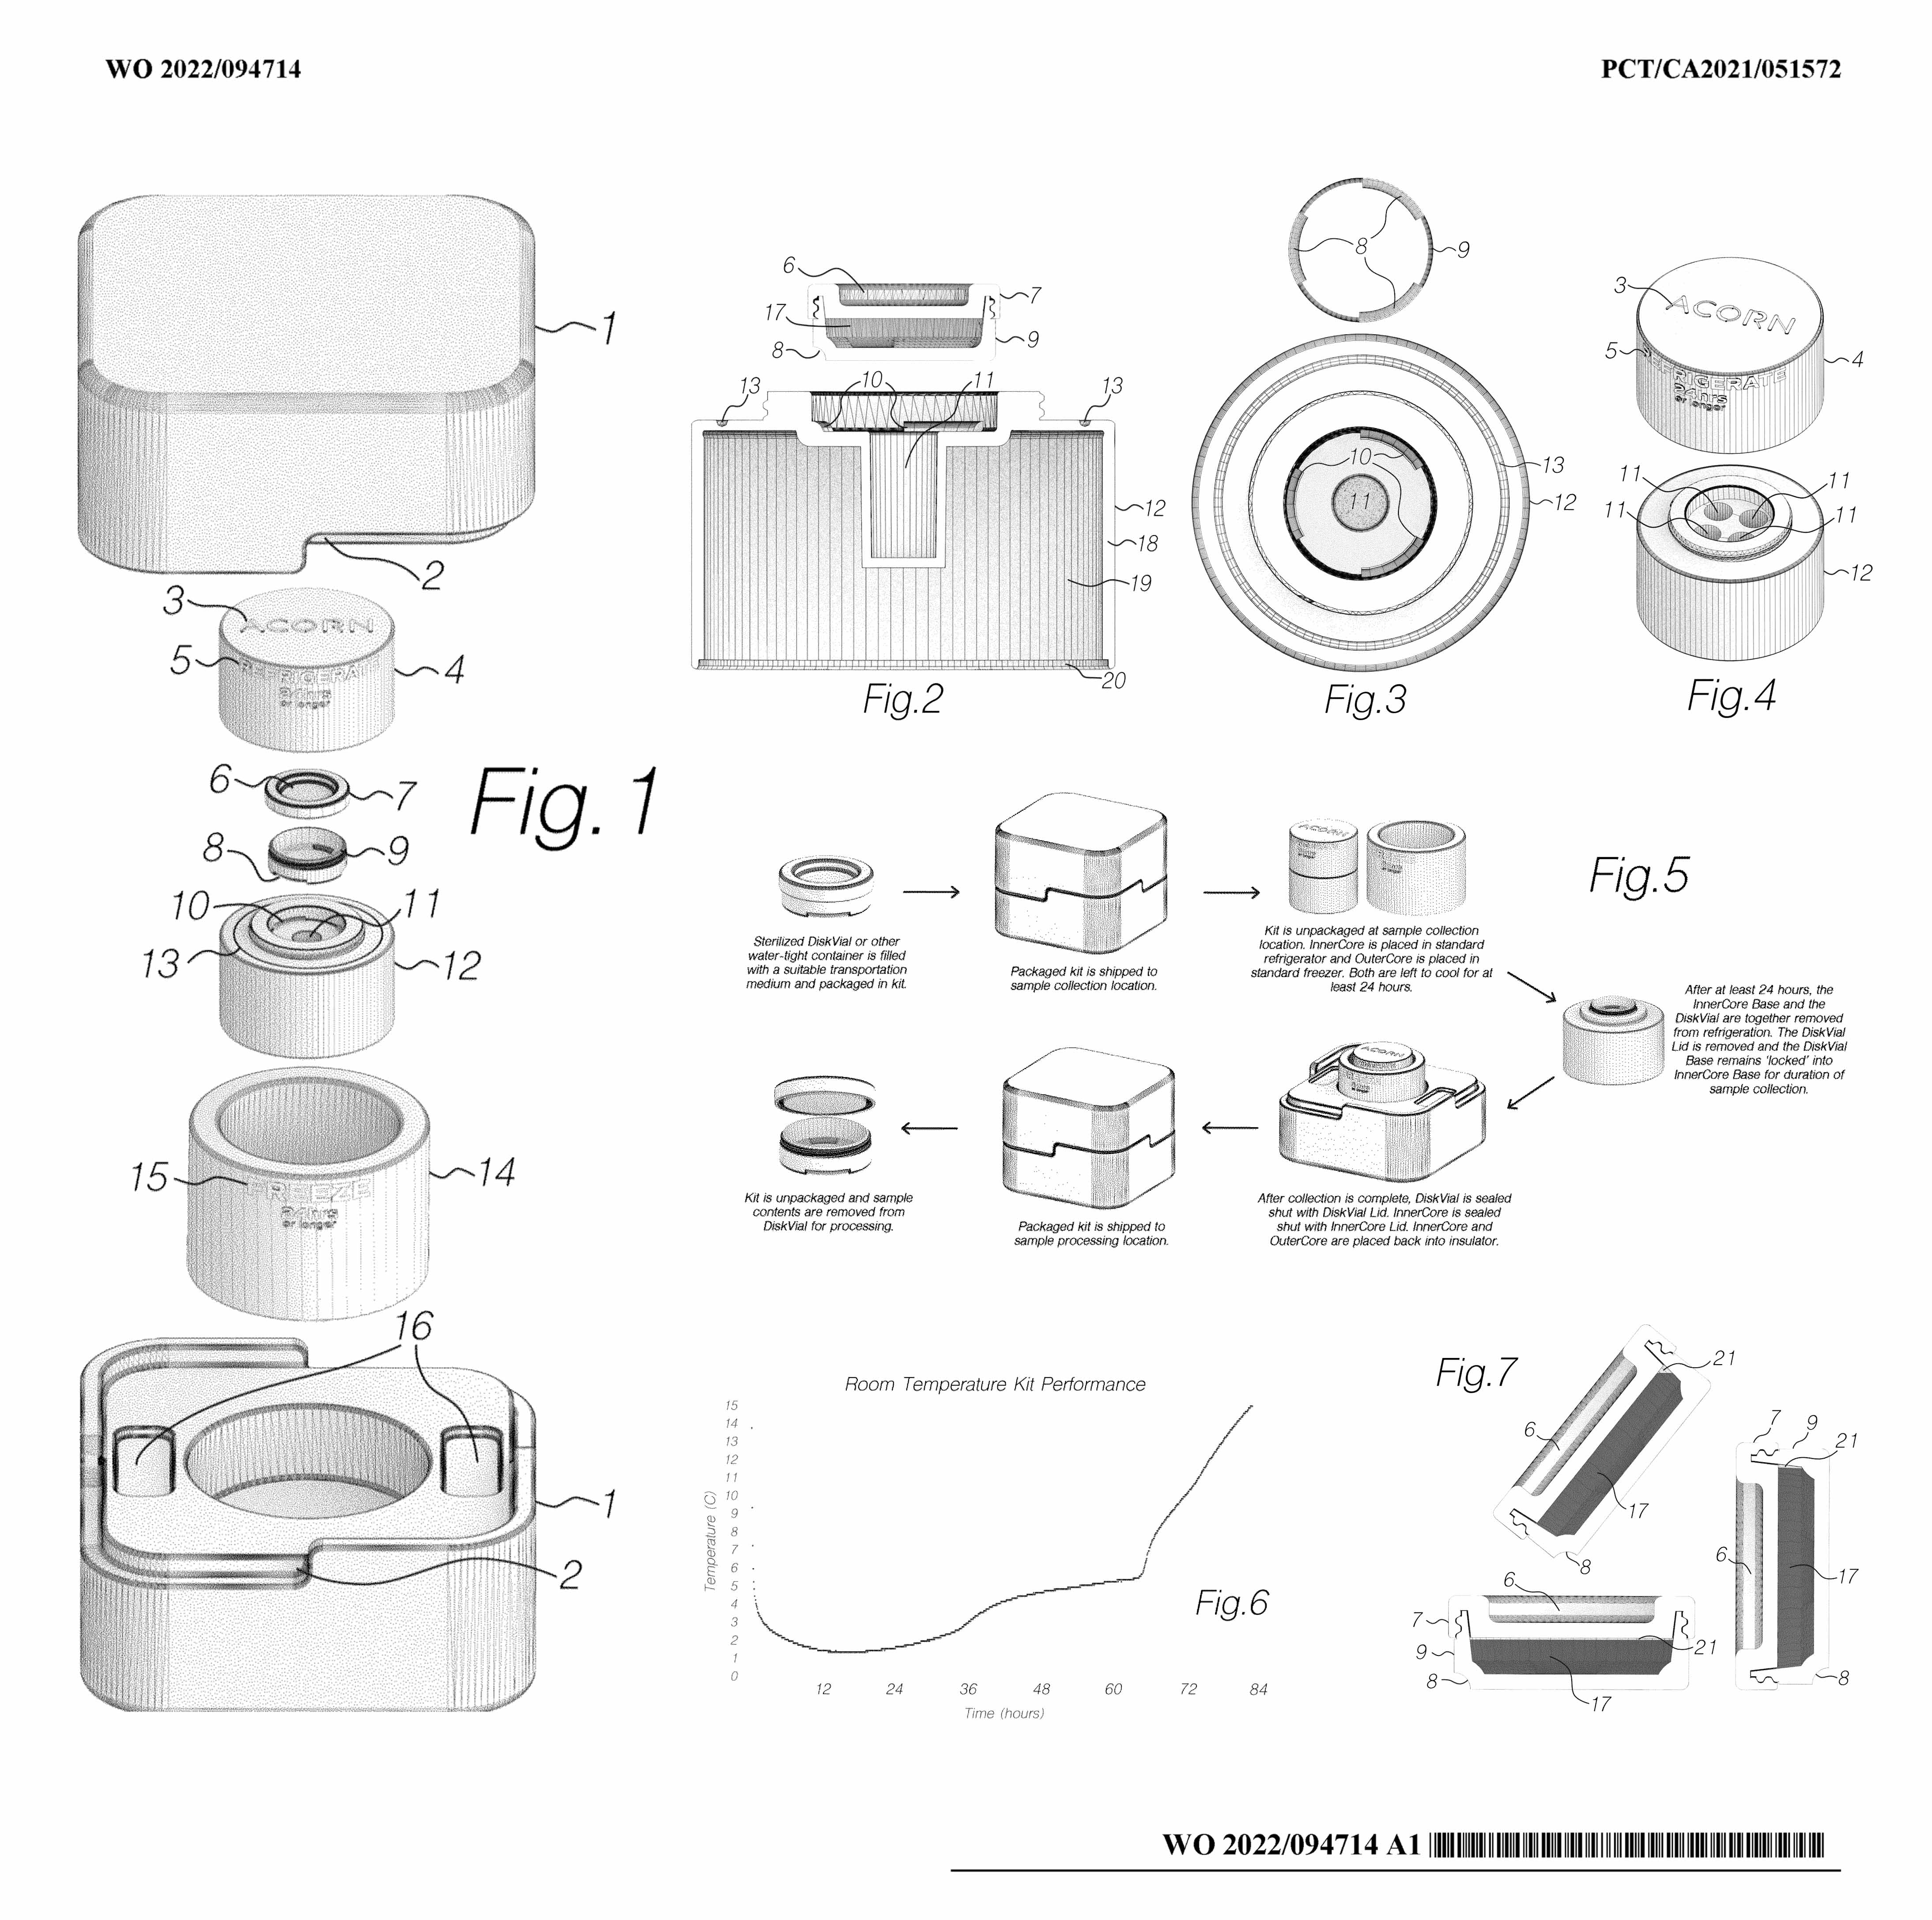 WO 2022/094714
PCT/CA2021/051572
1
2
3
ACORN
5
REFRIGERAT
24hrs
or longer
4
6
7
8
9
10
11
13
12
15
FREEZE
24hrs
or longer
14
16
1
2
Fig. 1
6
7
17
9
8
13
10
11
13
12
18
19
20
Fig.2
8
9
10
11
13
12
Fig.3
3
ACORN
5
REFRIGERATE
24hrs
or longer
4
11
11
11
11
12
Fig.4
Fig.5
Sterilized DiskVial or other
water-tight container is filled
with a suitable transportation
medium and packaged in kit.
Packaged kit is shipped to
sample collection location.
ACORN
Kit is unpackaged at sample collection
location. InnerCore is placed in standard
refrigerator and OuterCore is placed in
standard freezer. Both are left to cool for at
least 24 hours.
After at least 24 hours, the
InnerCore Base and the
DiskVial are together removed
from refrigeration. The DiskVial
Lid is removed and the DiskVial
Base remains 'locked' into
InnerCore Base for duration of
sample collection.
ACORN
After collection is complete, DiskVial is sealed
shut with DiskVial Lid. InnerCore is sealed
shut with InnerCore Lid. InnerCore and
OuterCore are placed back into insulator.
Packaged kit is shipped to
sample processing location.
Kit is unpackaged and sample
contents are removed from
DiskVial for processing.
Room Temperature Kit Performance
Temperature (C)
15
14
13
12
11
10
9
8
7
6
5
4
3
2
1
0
12 24 36 48 60 72 84
Time (hours)
Fig.6
Fig.7
21
6
17
8
7
9
21
6
17
8
6
7
9
21
8
17
WO 2022/094714 A1